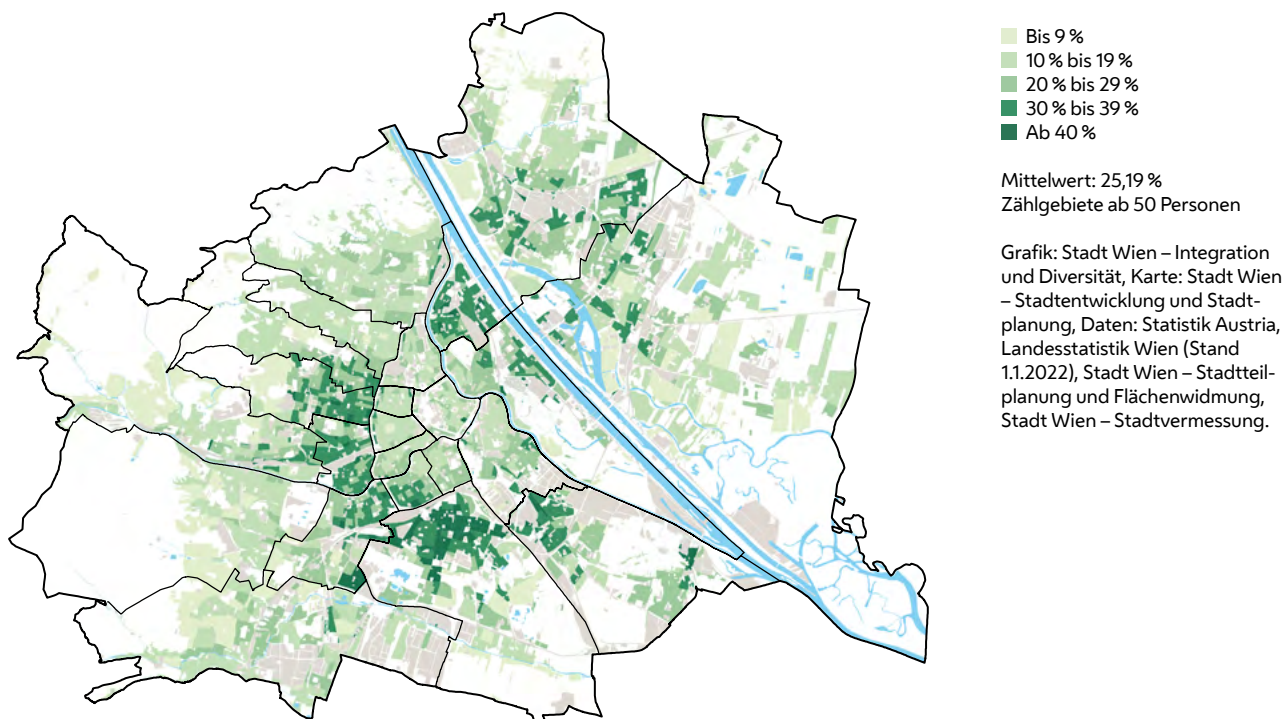 Bis 9 %
10 % bis 19 %
20 % bis 29 %
30 % bis 39 %
Ab 40 %
Mittelwert: 25,19 %
Zählgebiete ab 50 Personen
Grafik: Stadt Wien – Integration
und Diversität, Karte: Stadt Wien
– Stadtentwicklung und Stadt-
planung, Daten: Statistik Austria,
Landesstatistik Wien (Stand
1.1.2022), Stadt Wien – Stadtteil-
planung und Flächenwidmung,
Stadt Wien – Stadtvermessung.